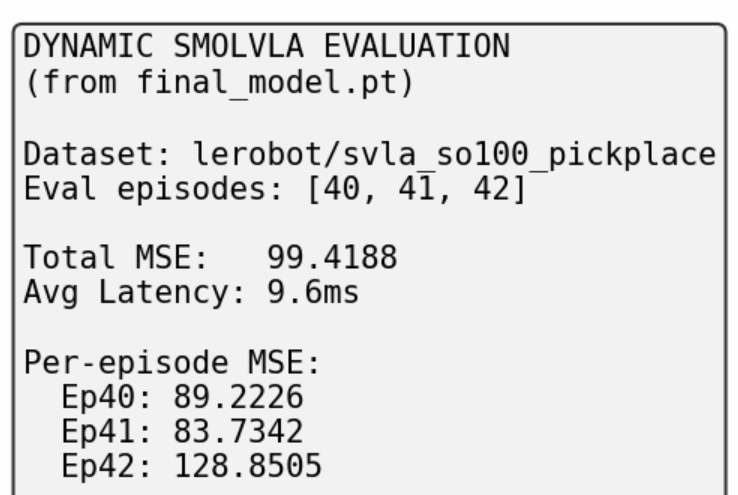 DYNAMIC SMOLVLA EVALUATION
(from final_model.pt)
Dataset: lerobot/svla_so100_pickplace
Eval episodes: [40, 41, 42]
Total MSE:   99.4188
Avg Latency: 9.6ms
Per-episode MSE:
  Ep40: 89.2226
  Ep41: 83.7342
  Ep42: 128.8505